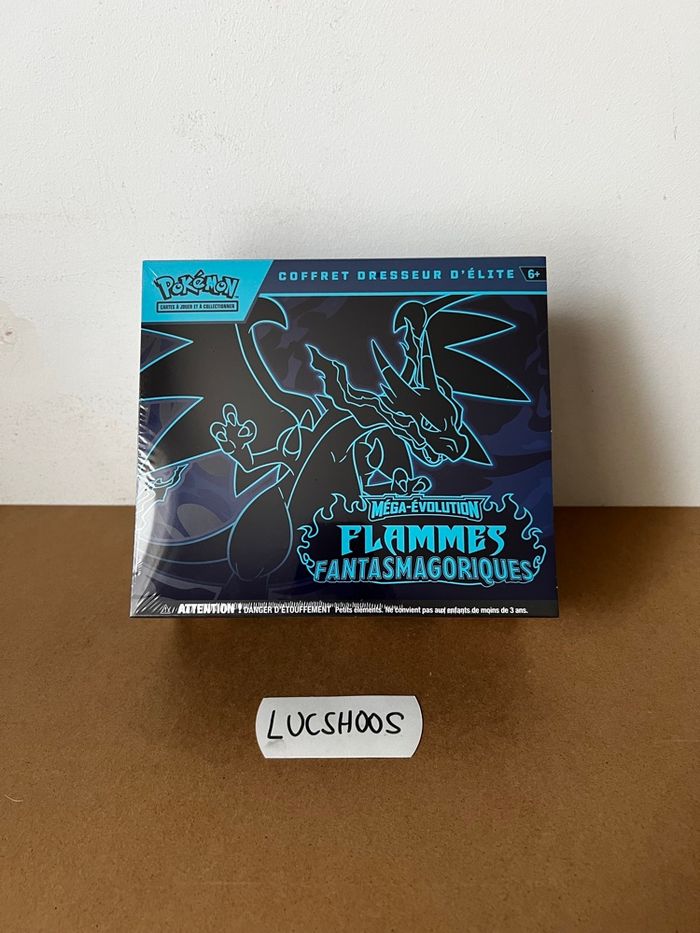 Pokémon
CARTES À JOUER ET À COLLECTIONNER
COFFRET DRESSEUR D'ÉLITE
6+
MÉGA-ÉVOLUTION
FLAMMES
FANTASMAGORIQUES
ATTENTION ! DANGER D'ÉTOUFFEMENT Petits éléments. Ne convient pas aux enfants de moins de 3 ans.
LUCSHOOS